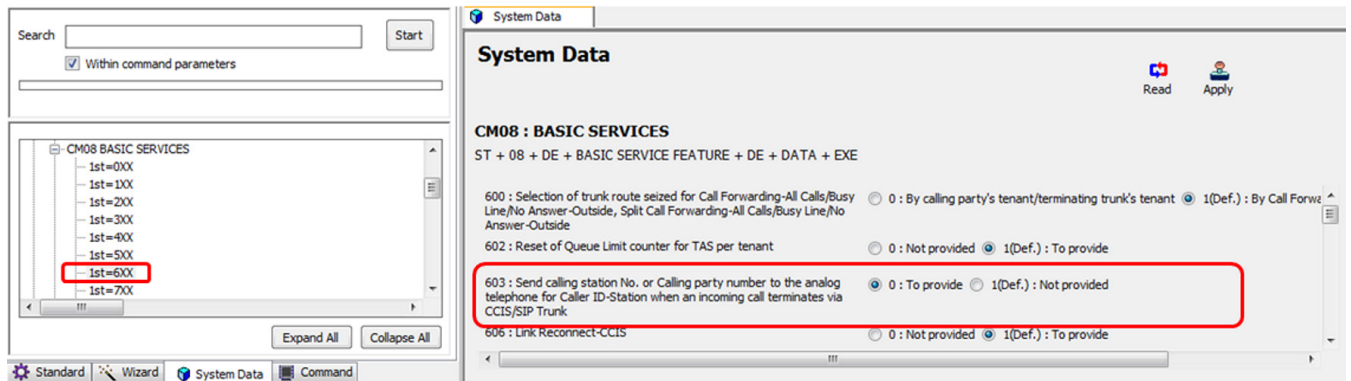 Search
Start
Within command parameters
CM08 BASIC SERVICES
1st=0XX
1st=1XX
1st=2XX
1st=3XX
1st=4XX
1st=5XX
1st=6XX
1st=7XX
Expand All
Collapse All
Standard
Wizard
System Data
Command
System Data
System Data
Read
Apply
CM08 : BASIC SERVICES
ST + 08 + DE + BASIC SERVICE FEATURE + DE + DATA + EXE
600 : Selection of trunk route seized for Call Forwarding-All Calls/Busy
Line/No Answer-Outside, Split Call Forwarding-All Calls/Busy Line/No
Answer-Outside
0 : By calling party's tenant/terminating trunk's tenant
1(Def.) : By Call Forwa
602 : Reset of Queue Limit counter for TAS per tenant
0 : Not provided
1(Def.) : To provide
603 : Send calling station No. or Calling party number to the analog
telephone for Caller ID-Station when an incoming call terminates via
CCIS/SIP Trunk
0 : To provide
1(Def.) : Not provided
606 : Link Reconnect-CCIS
0 : Not provided
1(Def.) : To provide